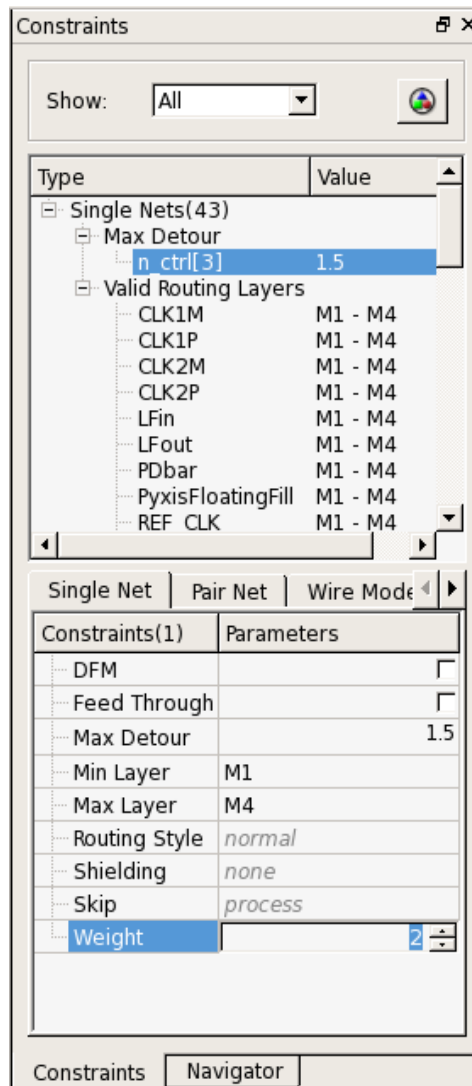 Constraints
Show: All
Type Value
Single Nets(43)
Max Detour
n_ctrl[3] 1.5
Valid Routing Layers
CLK1M M1 - M4
CLK1P M1 - M4
CLK2M M1 - M4
CLK2P M1 - M4
LFin M1 - M4
LFout M1 - M4
PDbar M1 - M4
PyxisFloatingFill M1 - M4
REF_CLK M1 - M4
Single Net Pair Net Wire Mode
Constraints(1) Parameters
DFM
Feed Through
Max Detour 1.5
Min Layer M1
Max Layer M4
Routing Style normal
Shielding none
Skip process
Weight 2
Constraints Navigator